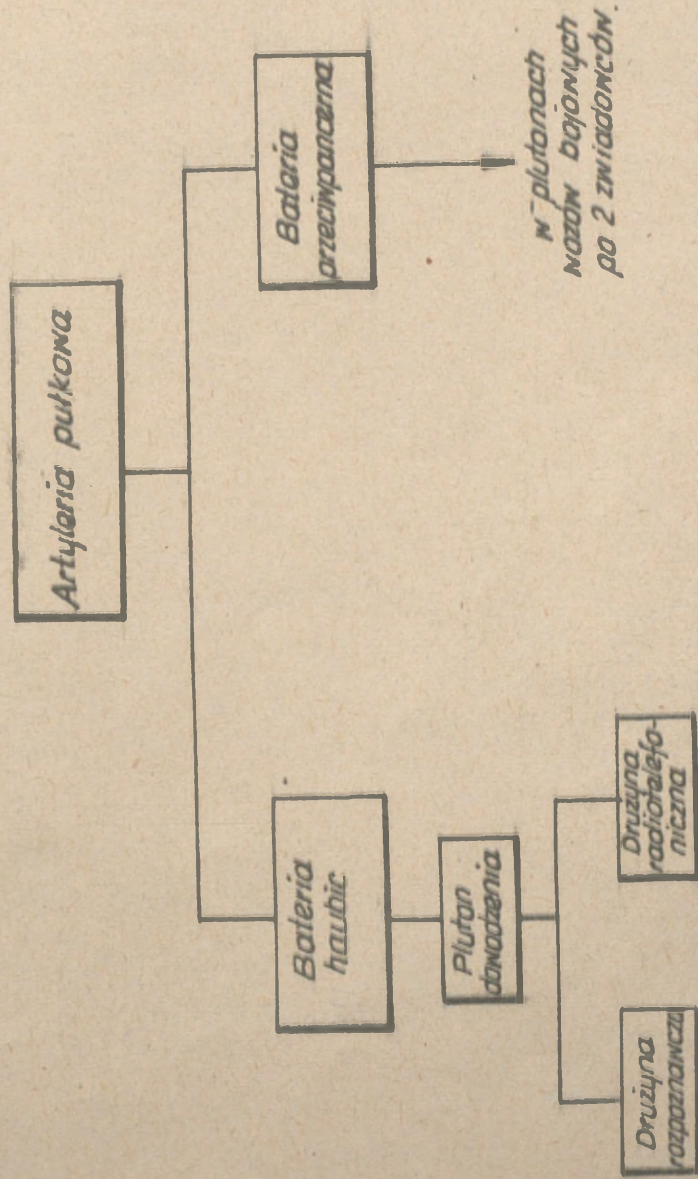 Artyleria pułkowa
Bateria
haubic
Bateria
przeciwpancerna
Pluton
dowodzenia
w plutonach
wozów bojowych
po 2 zwiadowców.
Drużyna
rozpoznawcza
Drużyna
radiotelefo-
niczna